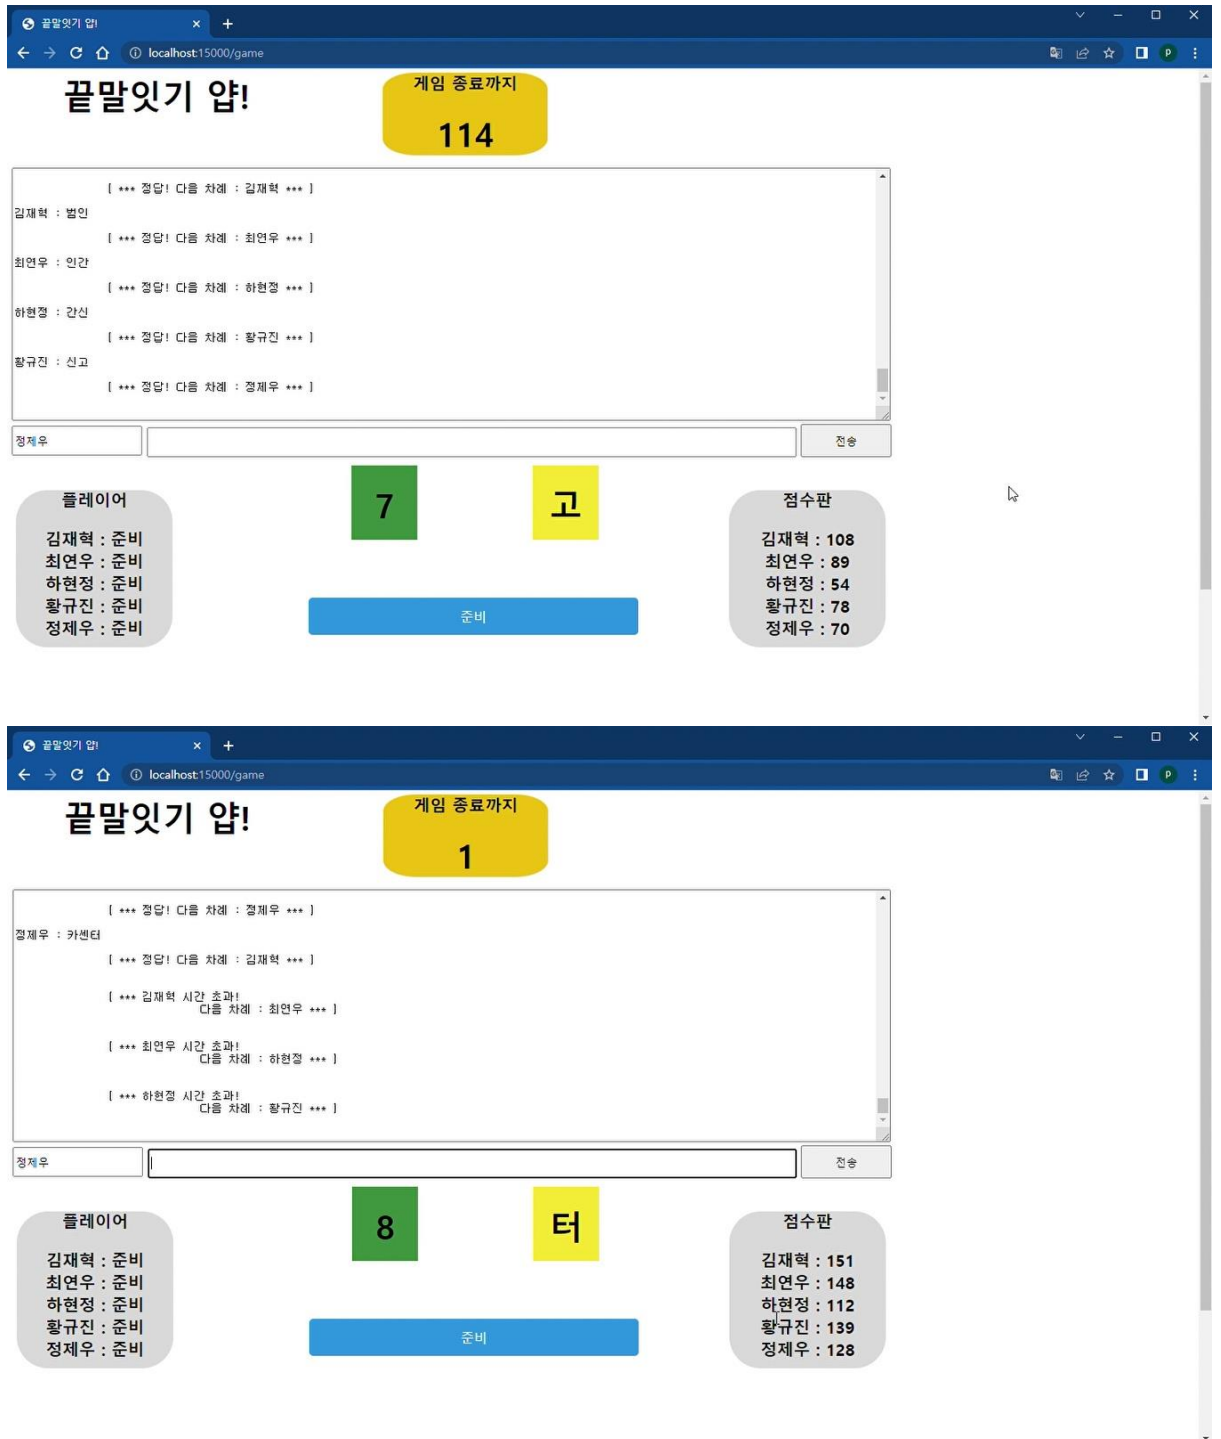 끝말잇기 얍!
localhost:15000/game
P
끝말잇기 얍!
게임 종료까지
114
[ *** 정답! 다음 차례 : 김재혁 *** ]
김재혁 : 범인
[ *** 정답! 다음 차례 : 최연우 *** ]
최연우 : 인간
[ *** 정답! 다음 차례 : 하현정 *** ]
하현정 : 간신
[ *** 정답! 다음 차례 : 황규진 *** ]
황규진 : 신고
[ *** 정답! 다음 차례 : 정제우 *** ]
정제우
전송
7
고
플레이어
김재혁 : 준비
최연우 : 준비
하현정 : 준비
황규진 : 준비
정제우 : 준비
준비
점수판
김재혁 : 108
최연우 : 89
하현정 : 54
황규진 : 78
정제우 : 70
끝말잇기 얍!
localhost:15000/game
P
끝말잇기 얍!
게임 종료까지
1
[ *** 정답! 다음 차례 : 정제우 *** ]
정제우 : 카센터
[ *** 정답! 다음 차례 : 김재혁 *** ]
[ *** 김재혁 시간 초과!
다음 차례 : 최연우 *** ]
[ *** 최연우 시간 초과!
다음 차례 : 하현정 *** ]
[ *** 하현정 시간 초과!
다음 차례 : 황규진 *** ]
정제우
전송
8
터
플레이어
김재혁 : 준비
최연우 : 준비
하현정 : 준비
황규진 : 준비
정제우 : 준비
준비
점수판
김재혁 : 151
최연우 : 148
하현정 : 112
황규진 : 139
정제우 : 128